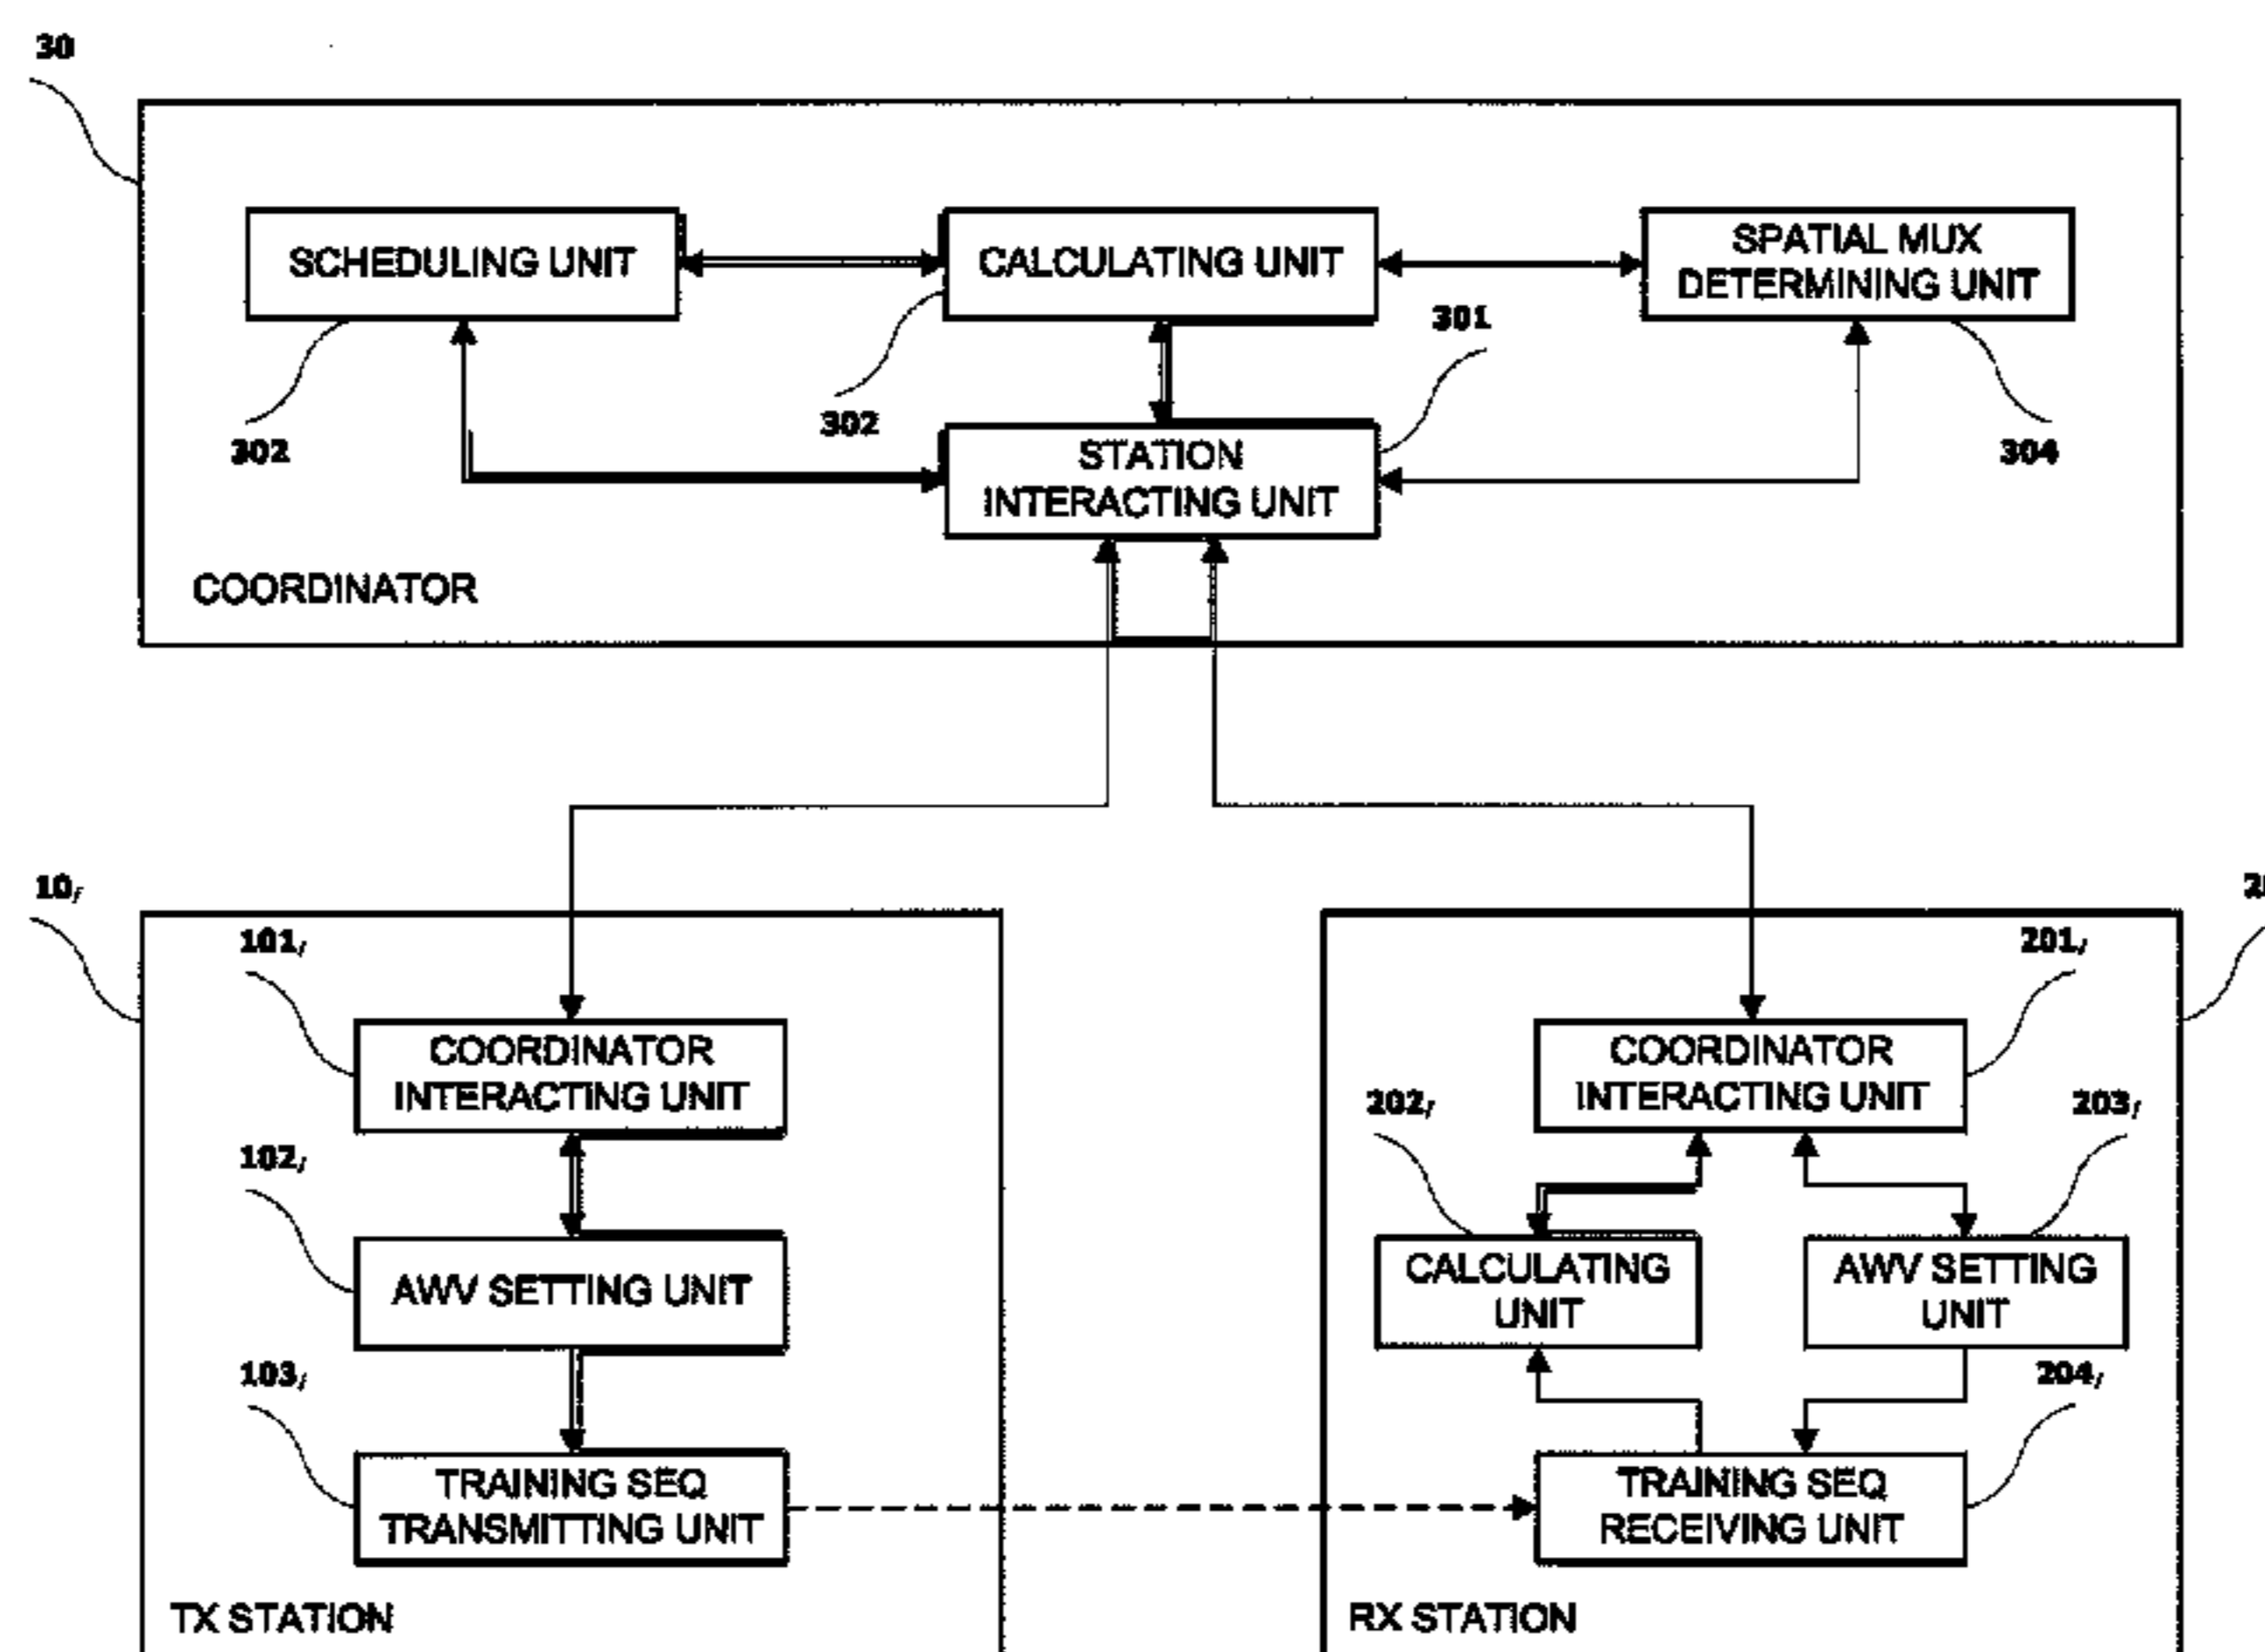 30
SCHEDULING UNIT
CALCULATING UNIT
SPATIAL MUX
DETERMINING UNIT
301
302
302
304
STATION
INTERACTING UNIT
COORDINATOR
10
101
COORDINATOR
INTERACTING UNIT
102
AWV SETTING UNIT
103
TRAINING SEQ
TRANSMITTING UNIT
TX STATION
201
COORDINATOR
INTERACTING UNIT
202
203
CALCULATING
UNIT
AWV SETTING
UNIT
204
TRAINING SEQ
RECEIVING UNIT
RX STATION